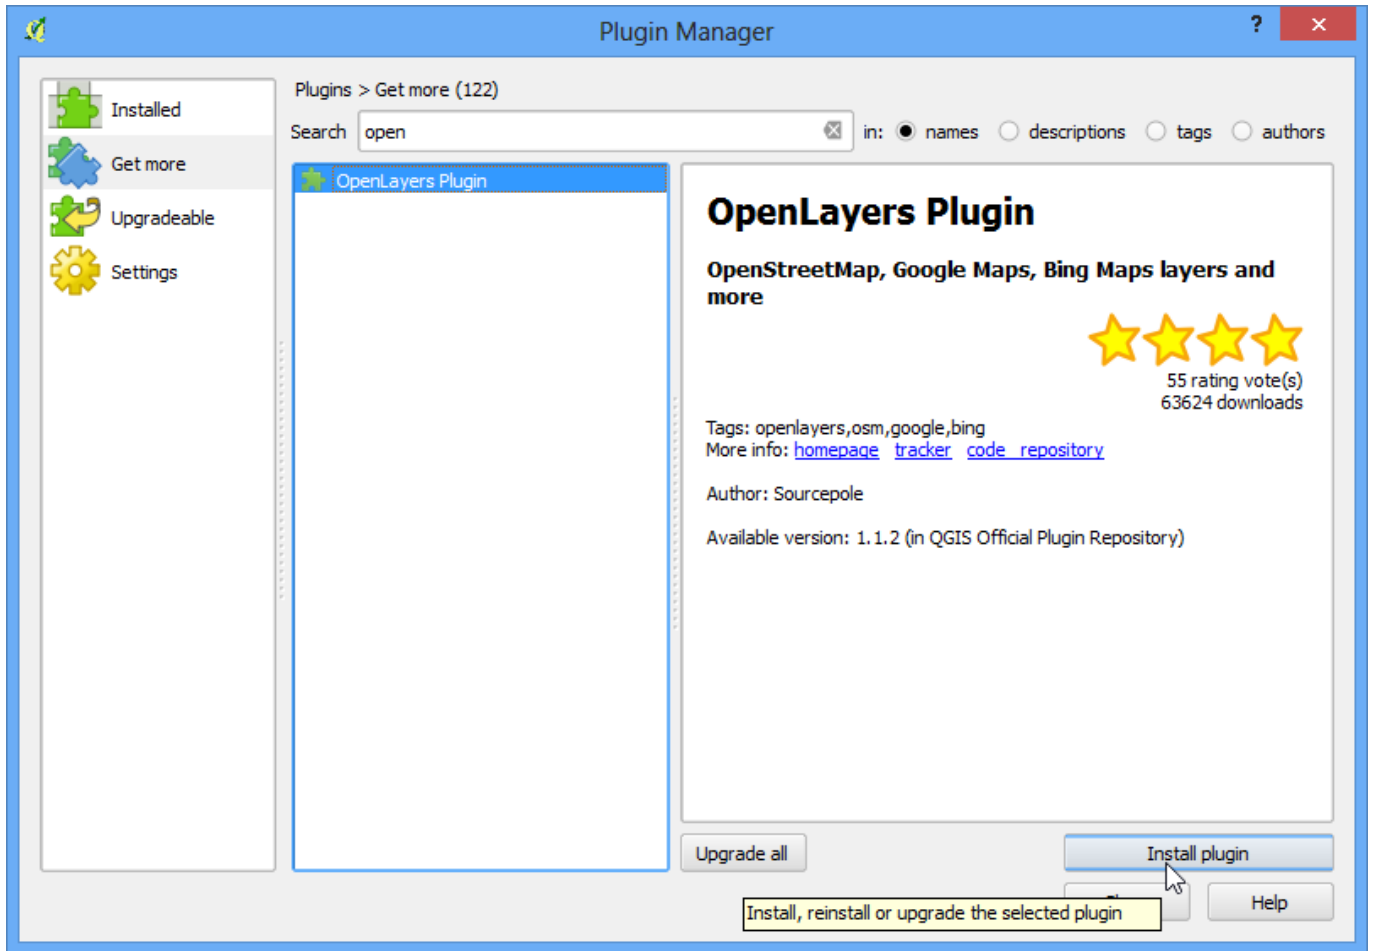 Plugin Manager
?
Plugins > Get more (122)
Installed
Get more
Upgradeable
Settings
Search open in: names descriptions tags authors
OpenLayers Plugin
OpenLayers Plugin
OpenStreetMap, Google Maps, Bing Maps layers and
more
55 rating vote(s)
63624 downloads
Tags: openlayers,osm,google,bing
More info: homepage tracker code repository
Author: Sourcepole
Available version: 1.1.2 (in QGIS Official Plugin Repository)
Upgrade all
Install plugin
Help
Install, reinstall or upgrade the selected plugin